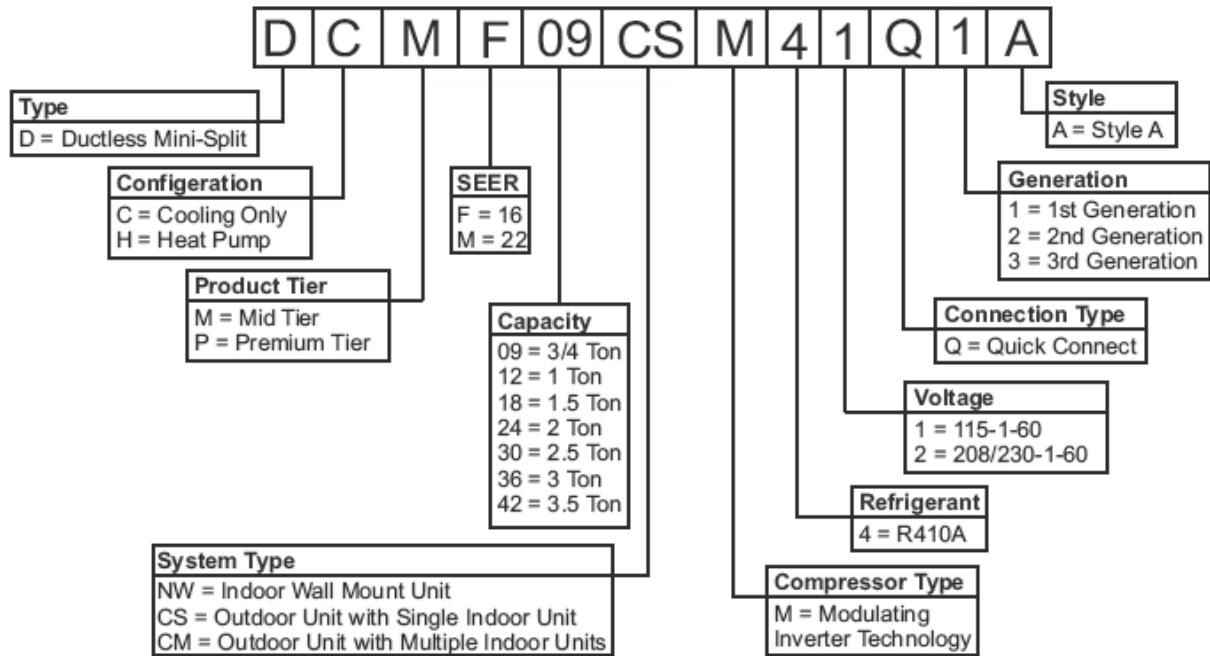 D C M F 09 CS M 4 1 Q 1 A
Type
D = Ductless Mini-Split
Style
A = Style A
Configeration
C = Cooling Only
H = Heat Pump
SEER
F = 16
M = 22
Generation
1 = 1st Generation
2 = 2nd Generation
3 = 3rd Generation
Product Tier
M = Mid Tier
P = Premium Tier
Capacity
09 = 3/4 Ton
12 = 1 Ton
18 = 1.5 Ton
24 = 2 Ton
30 = 2.5 Ton
36 = 3 Ton
42 = 3.5 Ton
Connection Type
Q = Quick Connect
Voltage
1 = 115-1-60
2 = 208/230-1-60
Refrigerant
4 = R410A
System Type
NW = Indoor Wall Mount Unit
CS = Outdoor Unit with Single Indoor Unit
CM = Outdoor Unit with Multiple Indoor Units
Compressor Type
M = Modulating
Inverter Technology